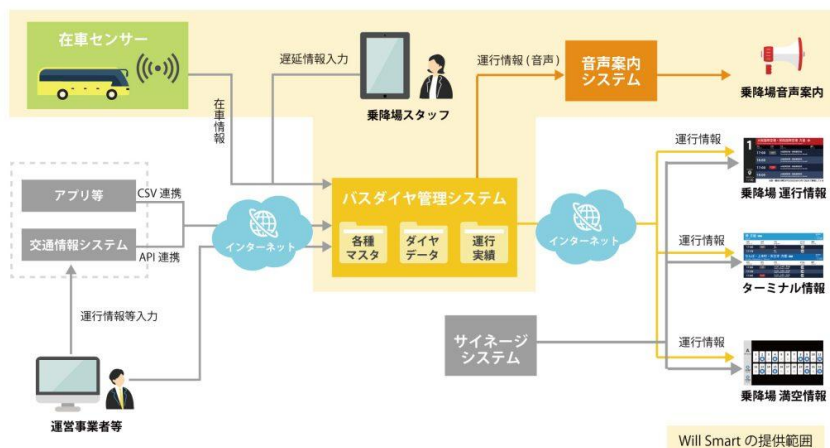 在車センサー
遅延情報入力
乗降場スタッフ
運行情報(音声)
音声案内
システム
乗降場音声案内
在車情報
アプリ等
CSV 連携
交通情報システム
API 連携
インターネット
バスダイヤ管理システム
各種
マスタ
ダイヤ
データ
運行
実績
インターネット
運行情報
1
乗降場 運行情報
運行情報
ターミナル情報
運行情報
乗降場 満空情報
サイネージ
システム
運行情報等入力
運営事業者等
Will Smart の提供範囲